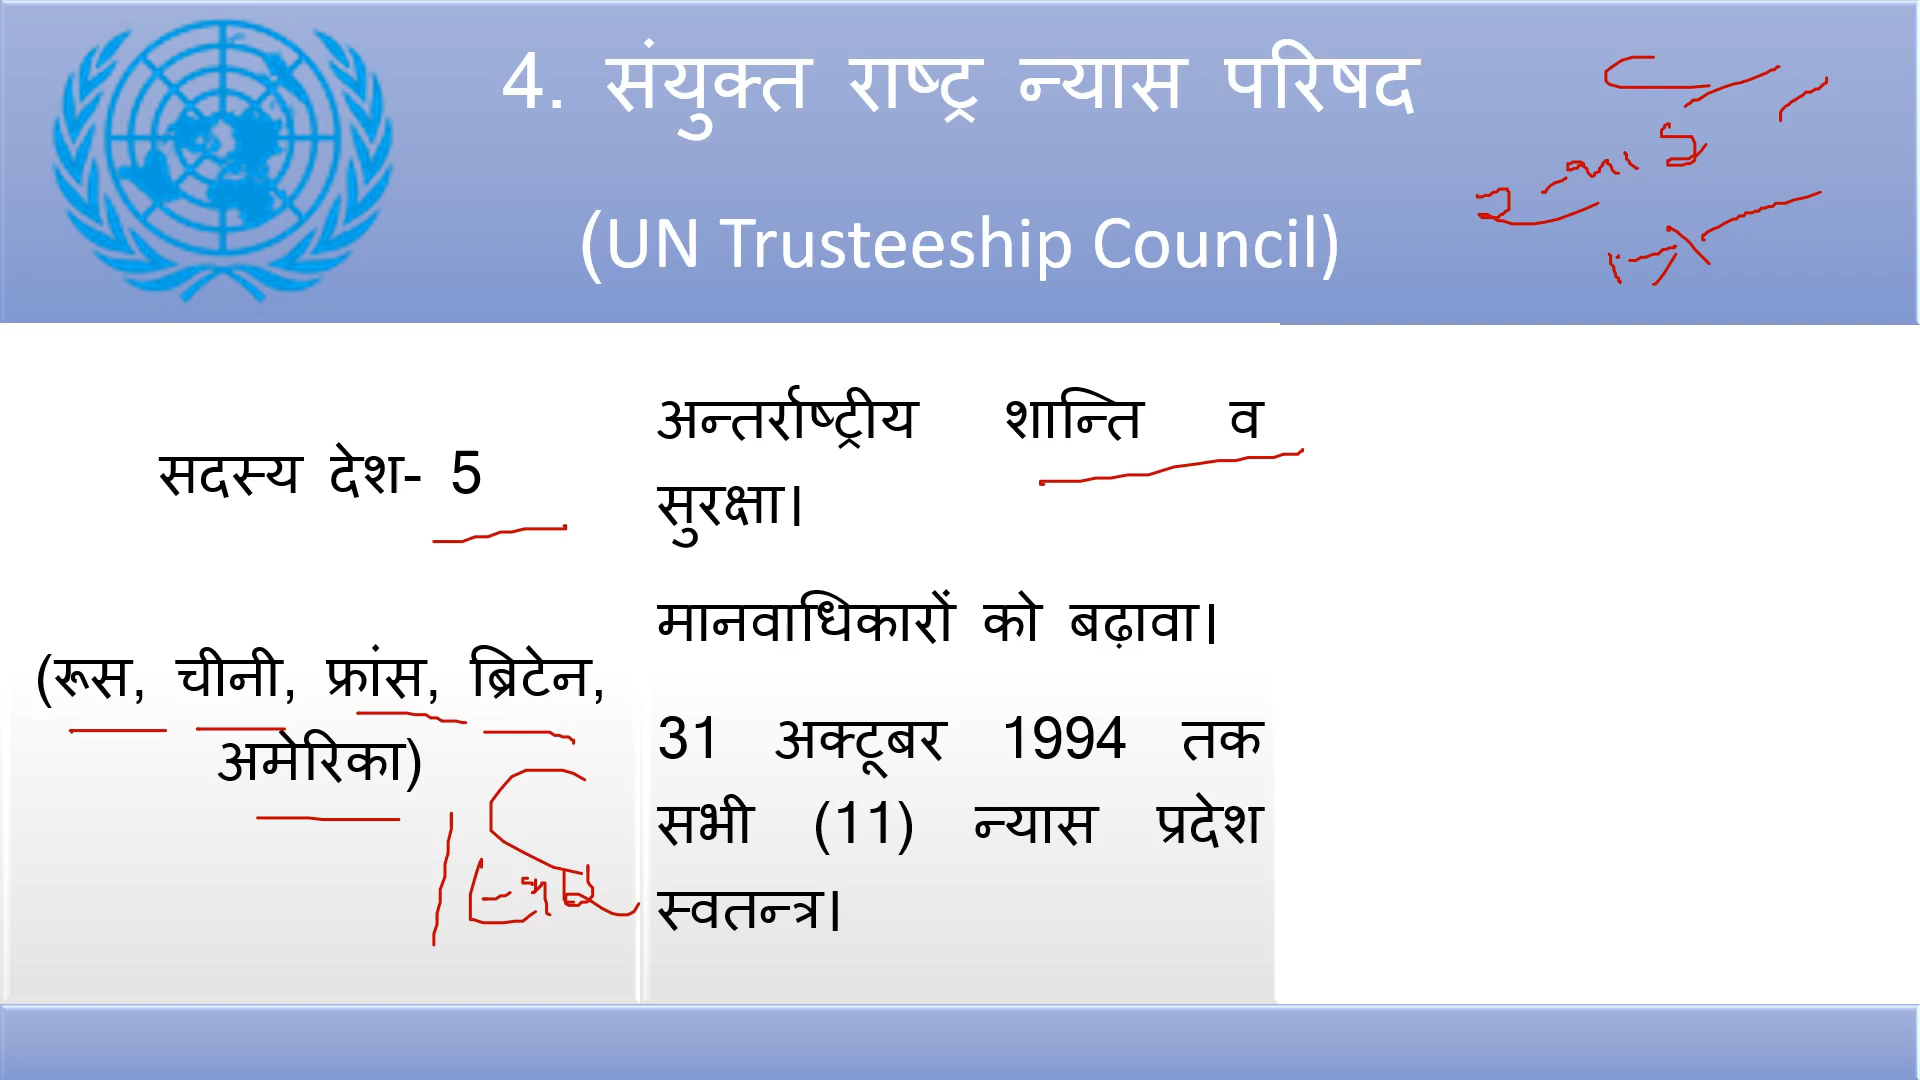 4. संयुक्त राष्ट्र न्यास परिषद
(UN Trusteeship Council)
सदस्य देश- 5
(रूस, चीनी, फ्रांस, ब्रिटेन,
अमेरिका)
अन्तर्राष्ट्रीय शान्ति व
सुरक्षा।
मानवाधिकारों को बढ़ावा।
31 अक्टूबर 1994 तक
सभी (11) न्यास प्रदेश
स्वतन्त्र।